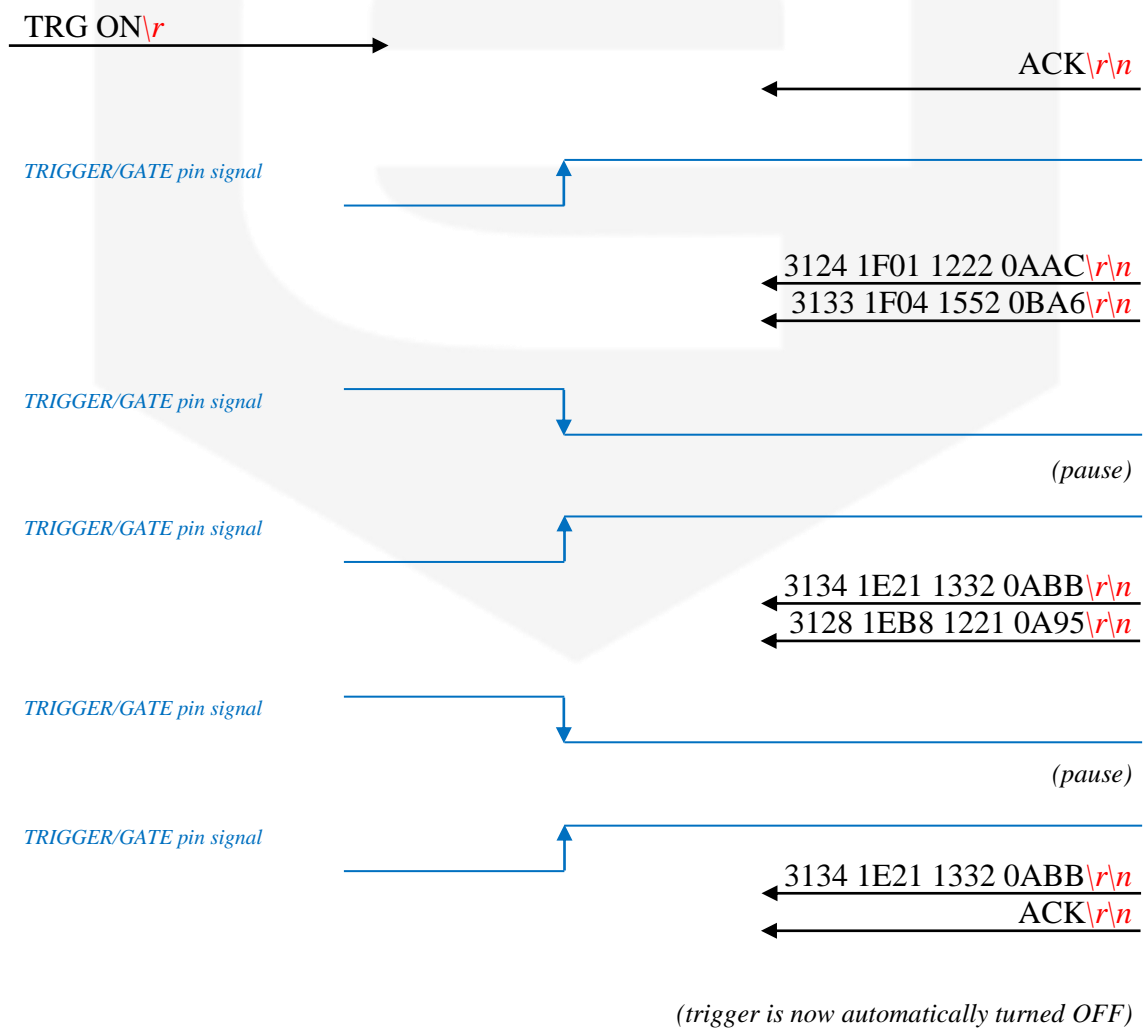 TRG ON\r
ACK\r\n
TRIGGER/GATE pin signal
3124 1F01 1222 0AAC\r\n
3133 1F04 1552 0BA6\r\n
TRIGGER/GATE pin signal
(pause)
TRIGGER/GATE pin signal
3134 1E21 1332 0ABB\r\n
3128 1EB8 1221 0A95\r\n
TRIGGER/GATE pin signal
(pause)
TRIGGER/GATE pin signal
3134 1E21 1332 0ABB\r\n
ACK\r\n
(trigger is now automatically turned OFF)